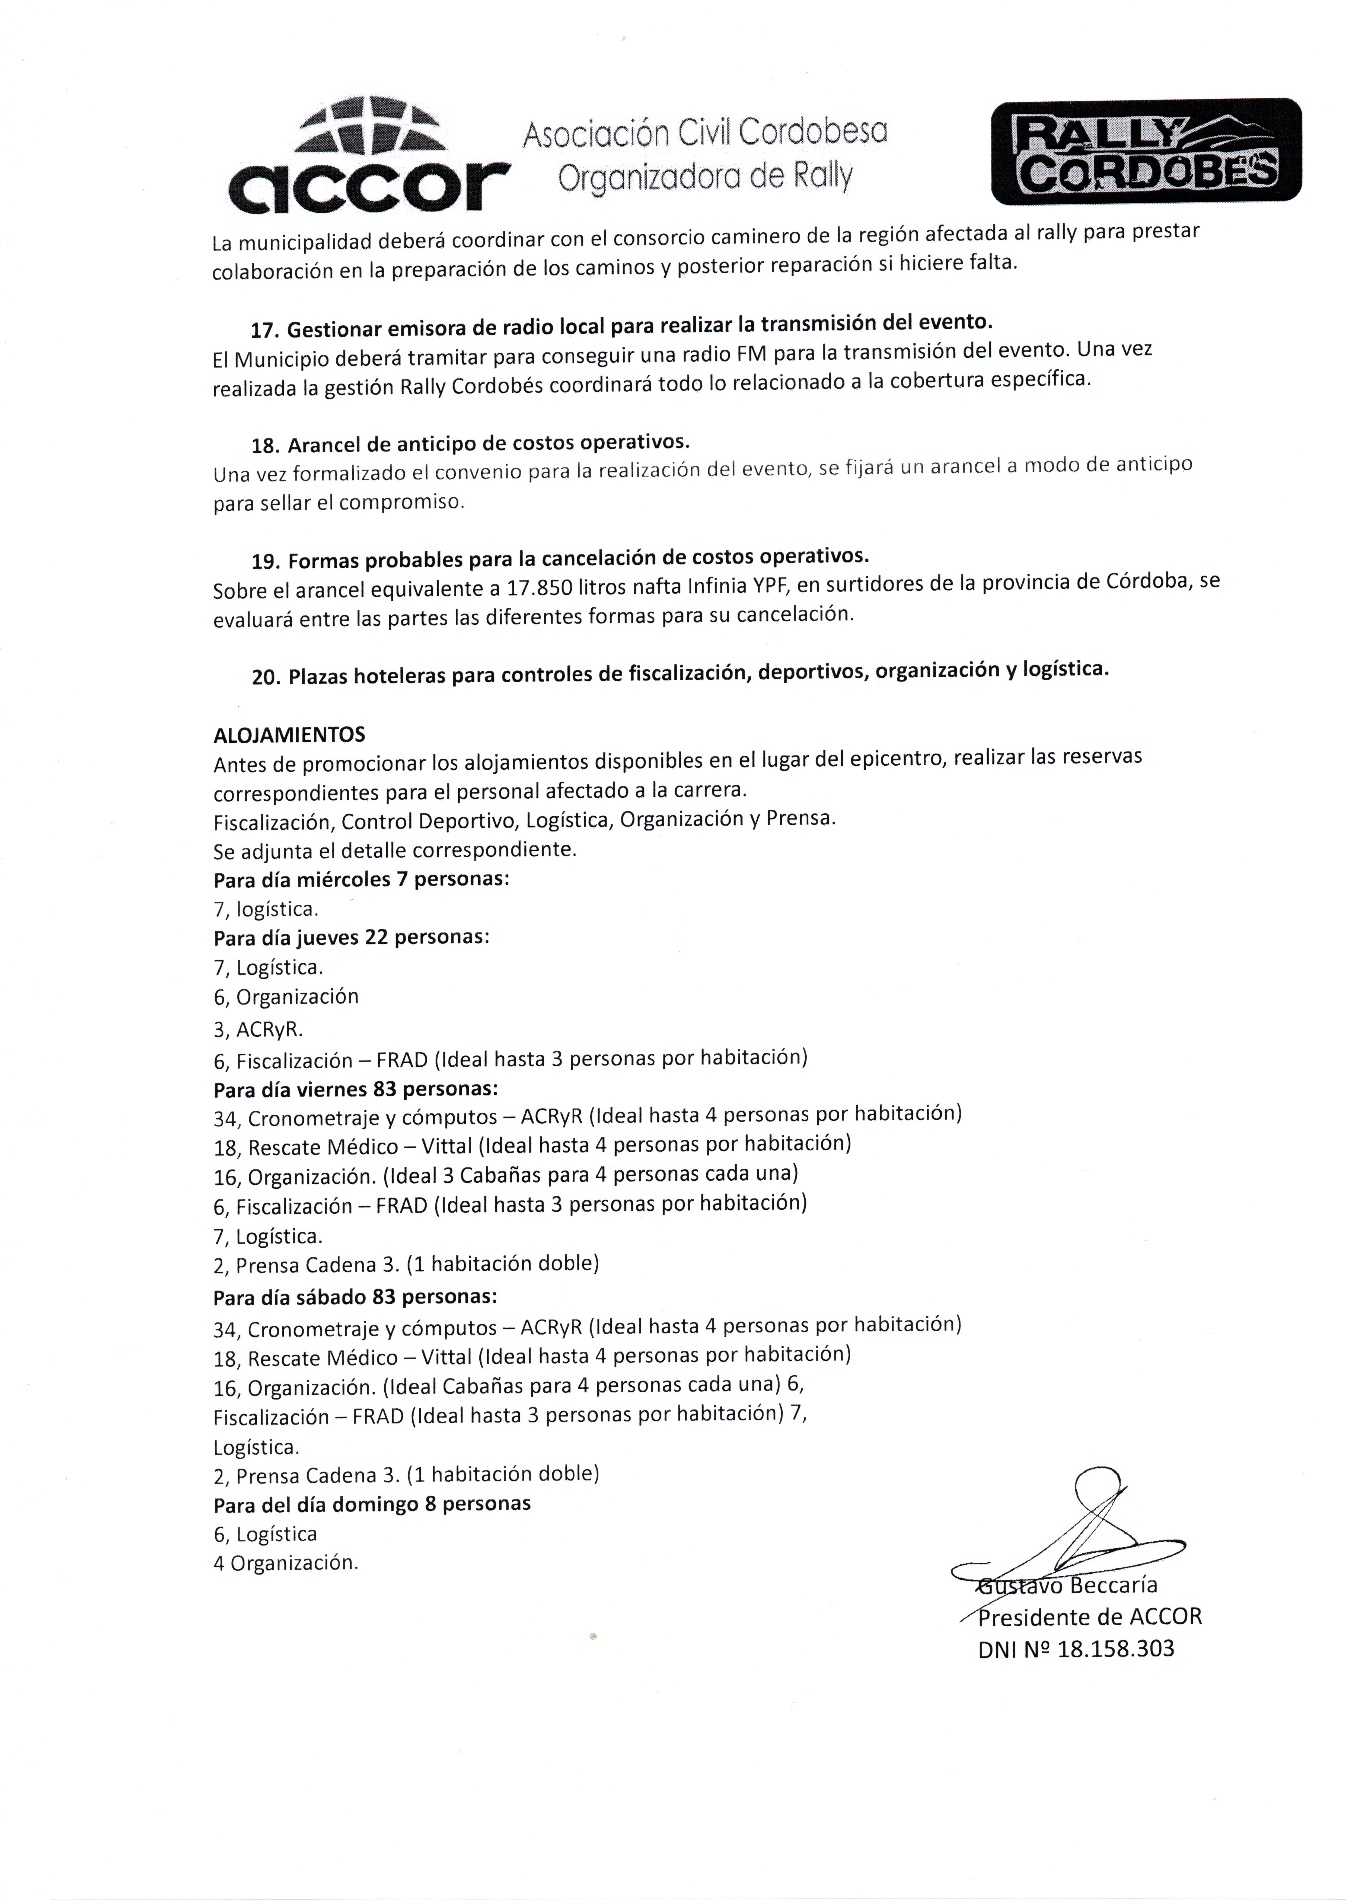 accor
Asociación Civil Cordobesa
Organizadora de Rally
RALLY
CORDOBÉS
La municipalidad deberá coordinar con el consorcio caminero de la región afectada al rally para prestar
colaboración en la preparación de los caminos y posterior reparación si hiciere falta.
17. Gestionar emisora de radio local para realizar la transmisión del evento.
El Municipio deberá tramitar para conseguir una radio FM para la transmisión del evento. Una vez
realizada la gestión Rally Cordobés coordinará todo lo relacionado a la cobertura específica.
18. Arancel de anticipo de costos operativos.
Una vez formalizado el convenio para la realización del evento, se fijará un arancel a modo de anticipo
para sellar el compromiso.
19. Formas probables para la cancelación de costos operativos.
Sobre el arancel equivalente a 17.850 litros nafta Infinia YPF, en surtidores de la provincia de Córdoba, se
evaluará entre las partes las diferentes formas para su cancelación.
20. Plazas hoteleras para controles de fiscalización, deportivos, organización y logística.
ALOJAMIENTOS
Antes de promocionar los alojamientos disponibles en el lugar del epicentro, realizar las reservas
correspondientes para el personal afectado a la carrera.
Fiscalización, Control Deportivo, Logística, Organización y Prensa.
Se adjunta el detalle correspondiente.
Para día miércoles 7 personas:
7, logística.
Para día jueves 22 personas:
7, Logística.
6, Organización
3, ACRyR.
6, Fiscalización – FRAD (Ideal hasta 3 personas por habitación)
Para día viernes 83 personas:
34, Cronometraje y cómputos – ACRyR (Ideal hasta 4 personas por habitación)
18, Rescate Médico – Vittal (Ideal hasta 4 personas por habitación)
16, Organización. (Ideal 3 Cabañas para 4 personas cada una)
6, Fiscalización – FRAD (Ideal hasta 3 personas por habitación)
7, Logística.
2, Prensa Cadena 3. (1 habitación doble)
Para día sábado 83 personas:
34, Cronometraje y cómputos – ACRyR (Ideal hasta 4 personas por habitación)
18, Rescate Médico – Vittal (Ideal hasta 4 personas por habitación)
16, Organización. (Ideal Cabañas para 4 personas cada una) 6,
Fiscalización – FRAD (Ideal hasta 3 personas por habitación) 7,
Logística.
2, Prensa Cadena 3. (1 habitación doble)
Para del día domingo 8 personas
6, Logística
4 Organización.
Gustavo Beccaría
Presidente de ACCOR
DNI Nº 18.158.303